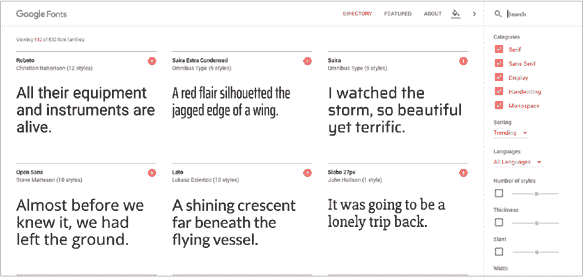 Google Fonts
DIRECTORY FEATURED ABOUT
Search
Viewing of font families
Categories
Serif
Sans Serif
Display
Handwriting
Monospace
Sorting
Trending
Languages
All Languages
Number of styles
Thickness
Slant
Width
Roboto
Christian Robertson (12 styles)
All their equipment
and instruments are
alive.
Saira Extra Condensed
Omnibus Type (9 styles)
A red flair silhouetted the
jagged edge of a wing.
Saira
Omnibus Type (9 styles)
I watched the
storm, so beautiful
yet terrific.
Open Sans
Steve Matteson (10 styles)
Almost before we
knew it, we had
left the ground.
Lato
Łukasz Dziedzic (10 styles)
A shining crescent
far beneath the
flying vessel.
Slabo 27px
John Hudson (1 style)
It was going to be a
lonely trip back.